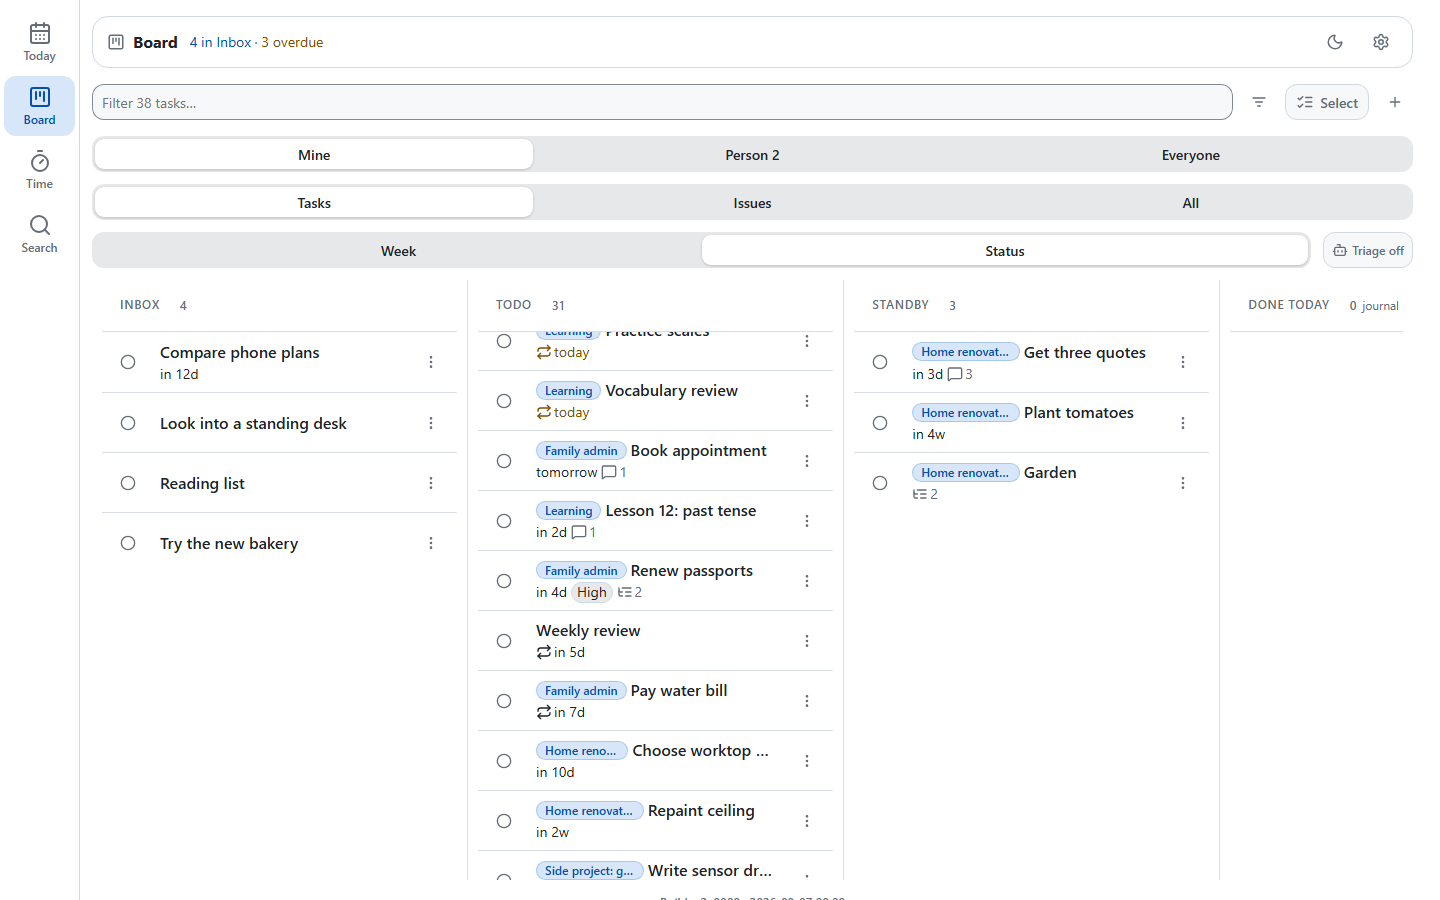 Today
Board
Time
Search
Board 4 in Inbox · 3 overdue
Filter 38 tasks...
Select
Mine Person 2 Everyone
Tasks Issues All
Week Status
Triage off
INBOX 4
Compare phone plans
in 12d
Look into a standing desk
Reading list
Try the new bakery
TODO 31
Learning Practice scales
today
Learning Vocabulary review
today
Family admin Book appointment
tomorrow 1
Learning Lesson 12: past tense
in 2d 1
Family admin Renew passports
in 4d High 2
Weekly review
in 5d
Family admin Pay water bill
in 7d
Home reno... Choose worktop ...
in 10d
Home renovat... Repaint ceiling
in 2w
Side project: g... Write sensor dr...
STANDBY 3
Home renovat... Get three quotes
in 3d 3
Home renovat... Plant tomatoes
in 4w
Home renovat... Garden
2
DONE TODAY 0 journal